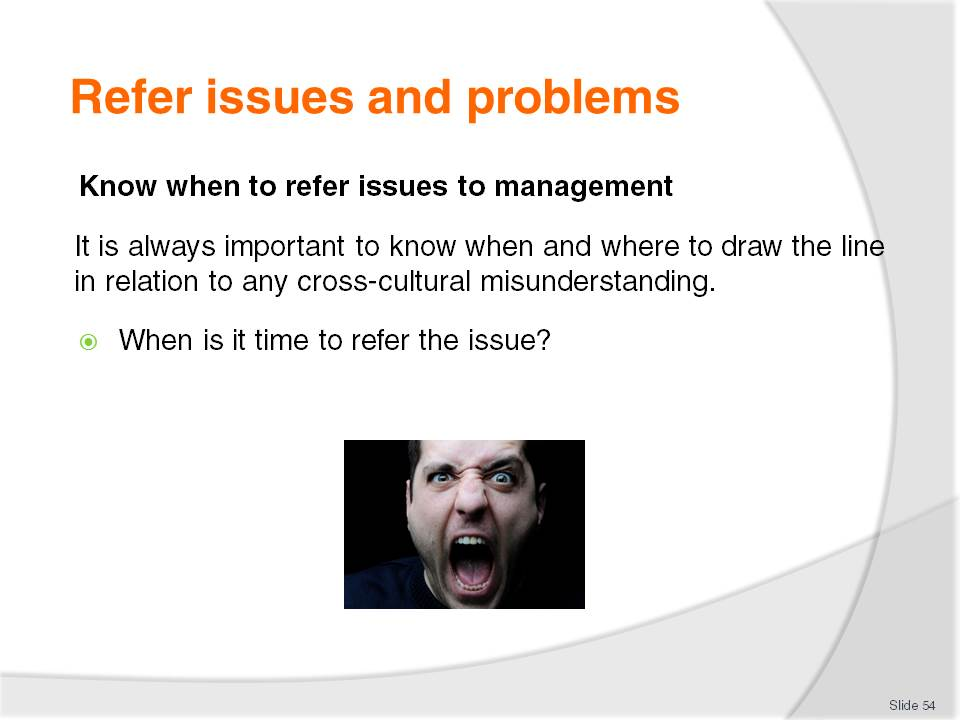 Refer issues and problems
Know when to refer issues to management
It is always important to know when and where to draw the line
in relation to any cross-cultural misunderstanding.
When is it time to refer the issue?
Slide 54